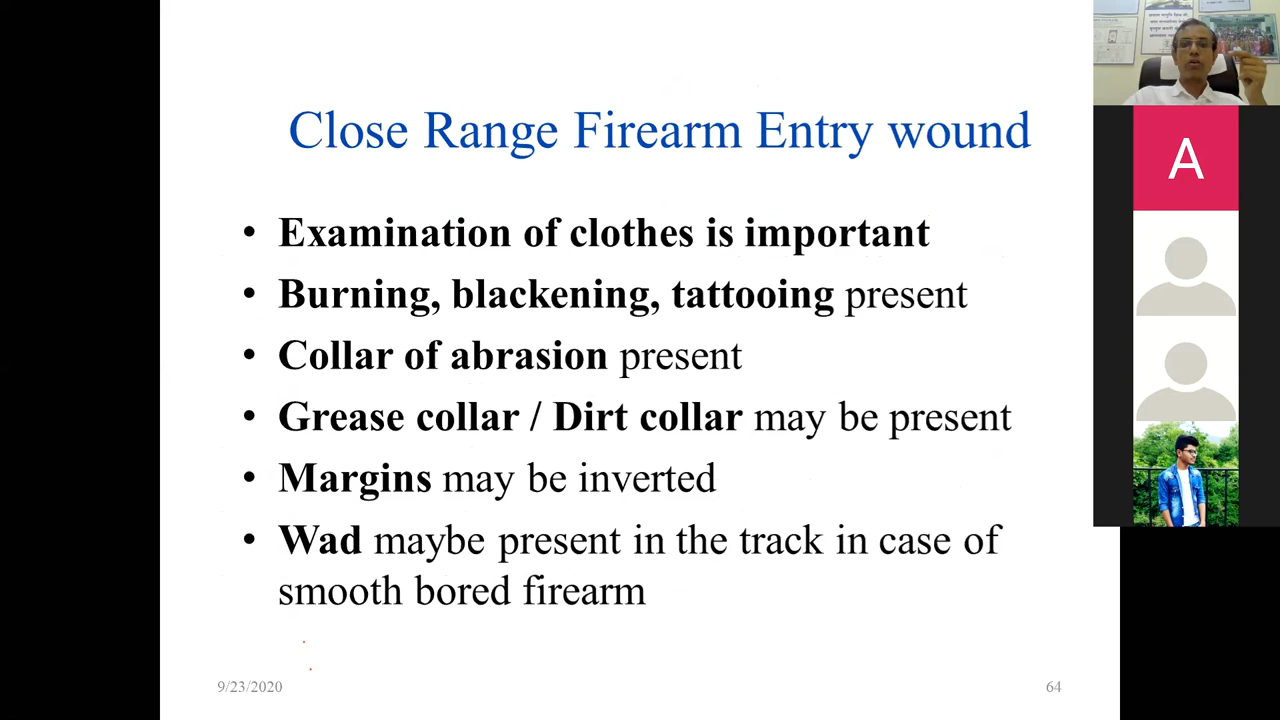 Close Range Firearm Entry wound
• Examination of clothes is important
• Burning, blackening, tattooing present
• Collar of abrasion present
• Grease collar / Dirt collar may be present
• Margins may be inverted
• Wad maybe present in the track in case of
smooth bored firearm
9/23/2020
64
A